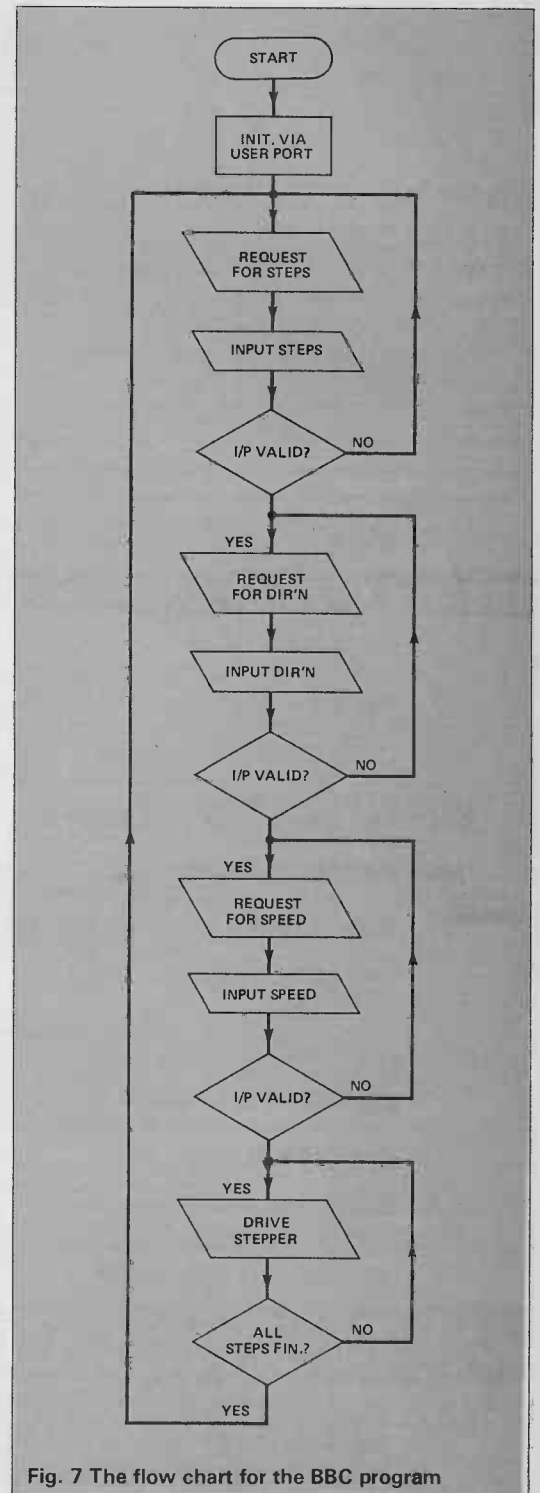 START
INIT. VIA
USER PORT
REQUEST
FOR STEPS
INPUT STEPS
I/P VALID?
NO
YES
REQUEST
FOR DIR'N
INPUT DIR'N
I/P VALID?
NO
YES
REQUEST
FOR SPEED
INPUT SPEED
I/P VALID?
NO
YES
DRIVE
STEPPER
ALL
STEPS FIN.?
NO
YES
Fig. 7 The flow chart for the BBC program